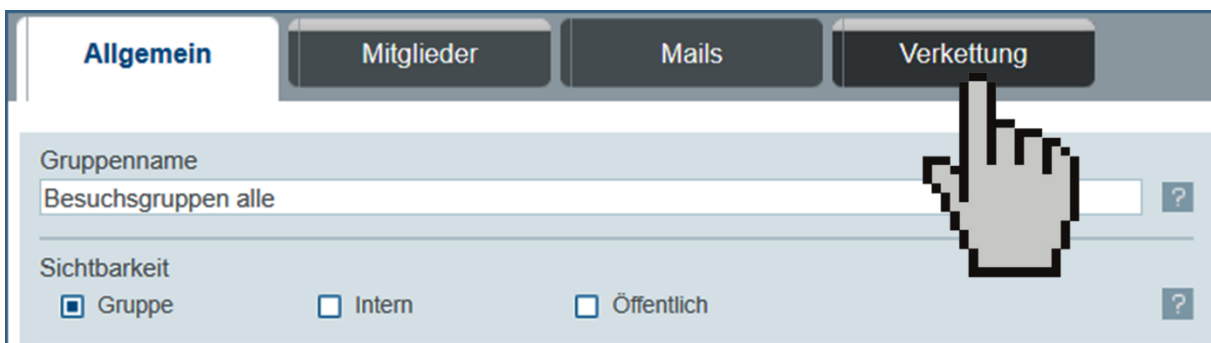 Allgemein Mitglieder Mails Verkettung
Gruppenname
Besuchsgruppen alle ?
Sichtbarkeit
Gruppe Intern Öffentlich ?